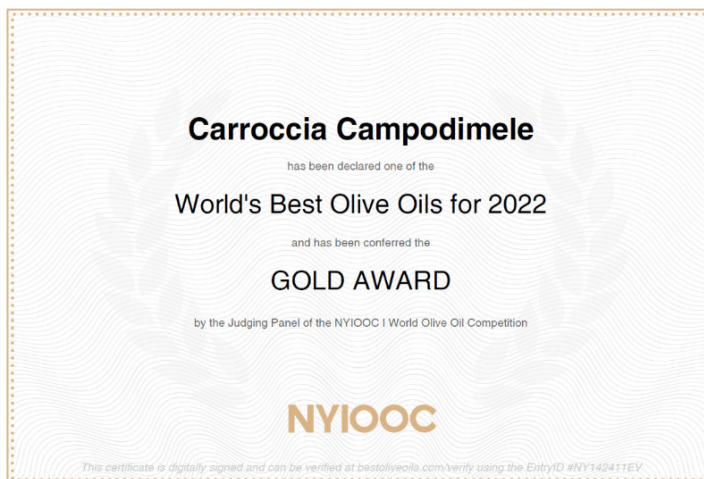 Carroccia Campodimele
has been declared one of the
World's Best Olive Oils for 2022
and has been conferred the
GOLD AWARD
by the Judging Panel of the NYIOOC | World Olive Oil Competition
NYIOOC
This certificate is digitally signed and can be verified at bestoliveoils.com/verify using the EntryID #NY142411EV